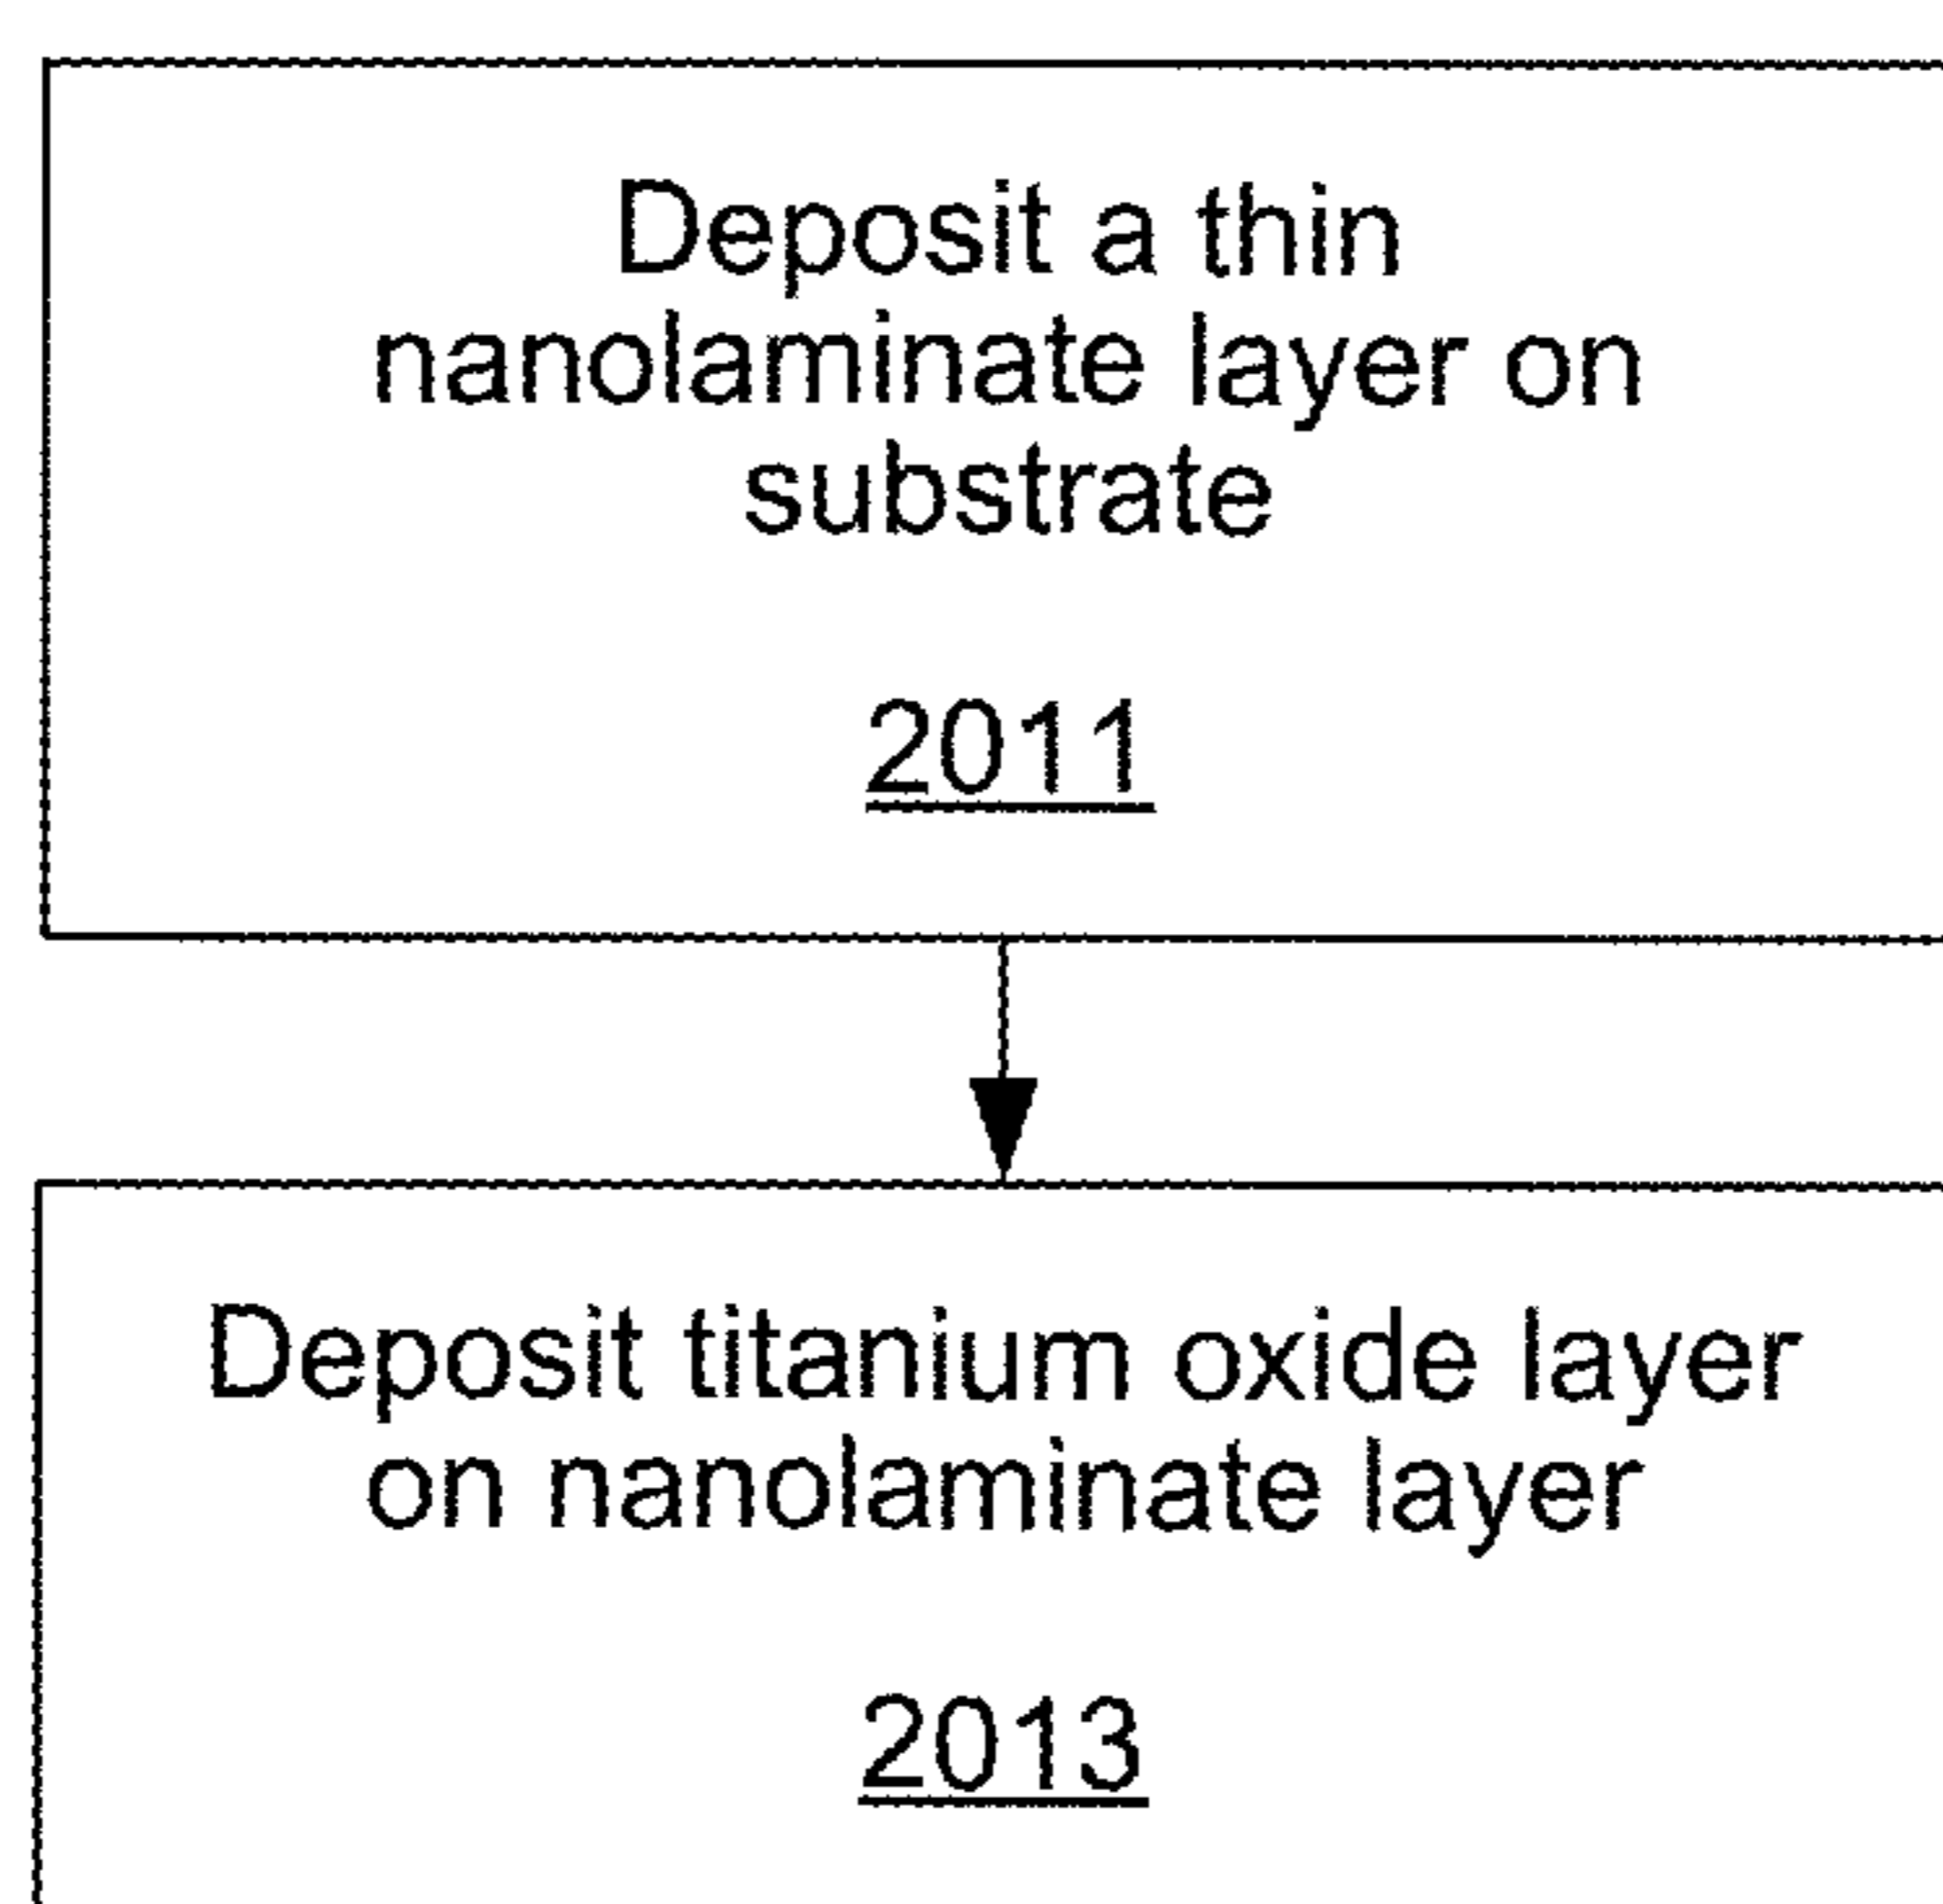 Deposit a thin
nanolaminate layer on
substrate
2011
Deposit titanium oxide layer
on nanolaminate layer
2013